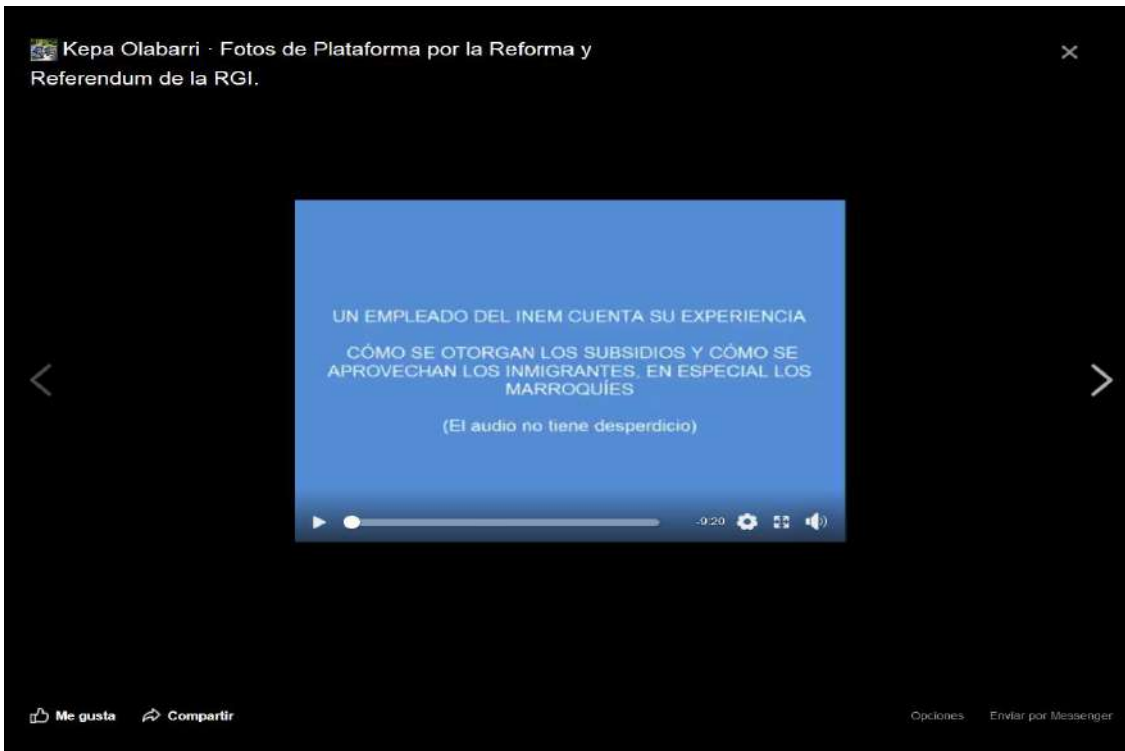 Kepa Olabarri · Fotos de Plataforma por la Reforma y
Referendum de la RGI.
UN EMPLEADO DEL INEM CUENTA SU EXPERIENCIA
CÓMO SE OTORGAN LOS SUBSIDIOS Y CÓMO SE
APROVECHAN LOS INMIGRANTES, EN ESPECIAL LOS
MARROQUÍES
(El audio no tiene desperdicio)
-9:20
Me gusta Compartir Opciones Enviar por Messenger